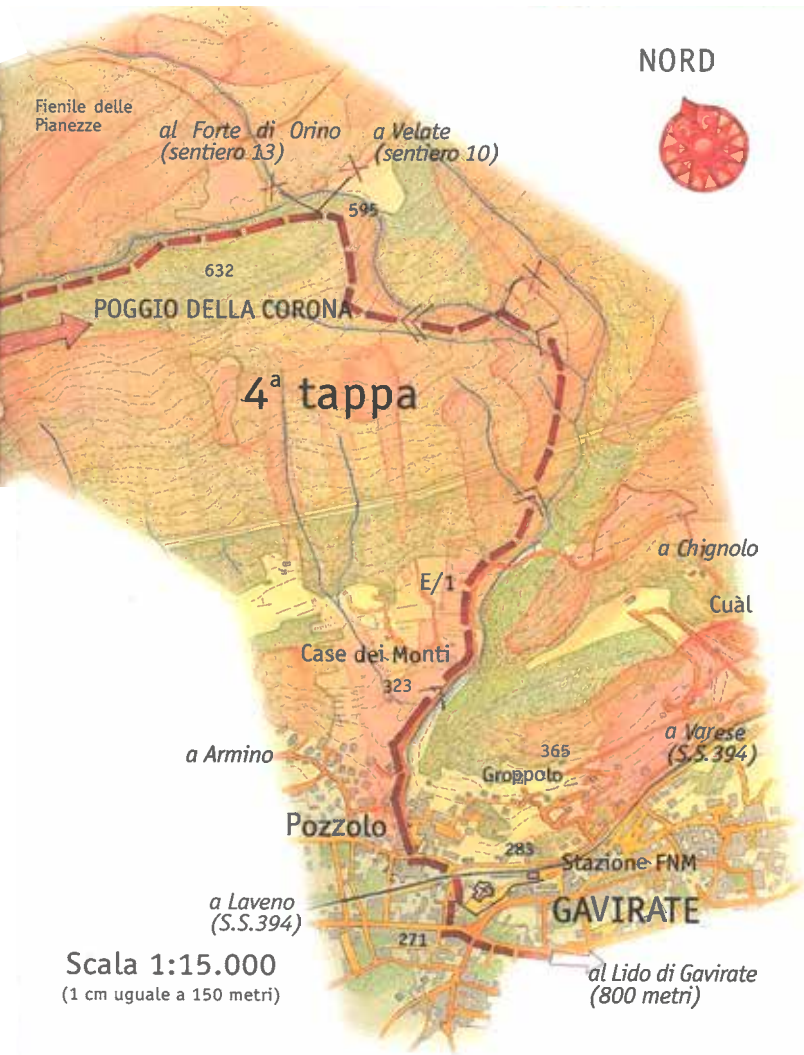 NORD
Fienile delle
Pianezze
al Forte di Orino
(sentiero 13)
a Velate
(sentiero 10)
595
632
POGGIO DELLA CORONA
4ª tappa
a Chignolo
E/1
Cuàl
Case dei Monti
323
a Varese
(S.S.394)
a Armino
365
Groppolo
Pozzolo
283
Stazione FNM
a Laveno
(S.S.394)
GAVIRATE
271
Scala 1:15.000
(1 cm uguale a 150 metri)
al Lido di Gavirate
(800 metri)